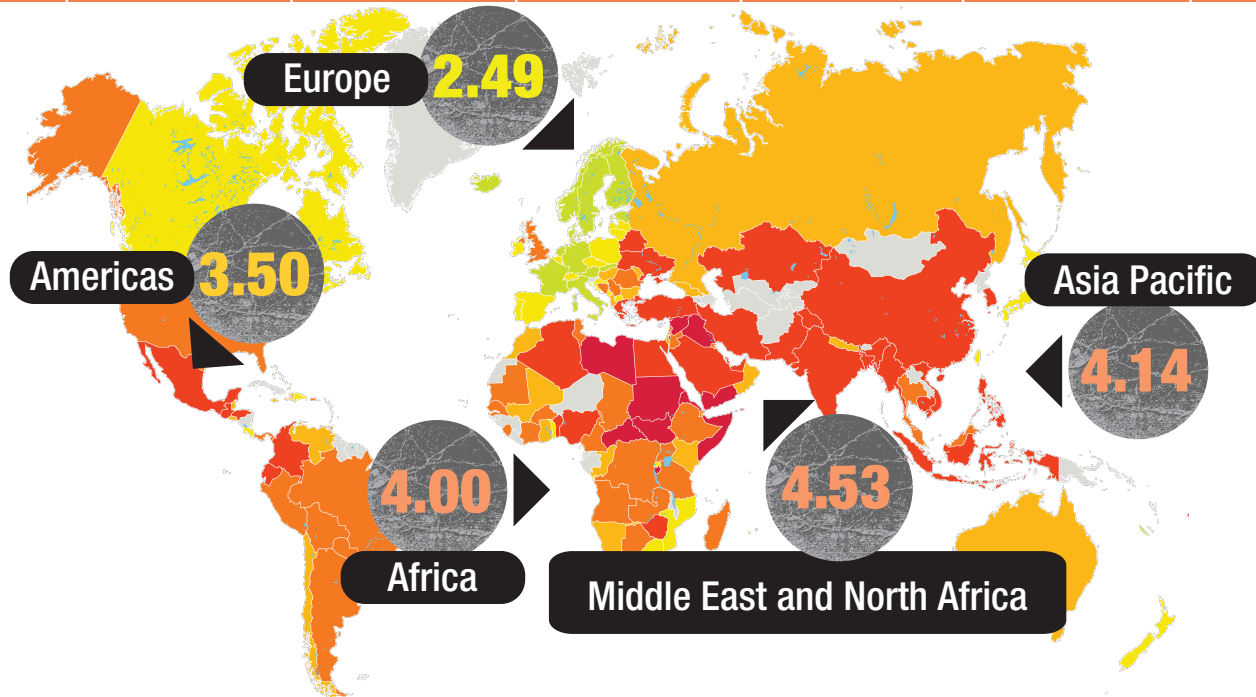 Europe
2.49
Americas
3.50
Asia Pacific
4.14
4.00
Africa
4.53
Middle East and North Africa